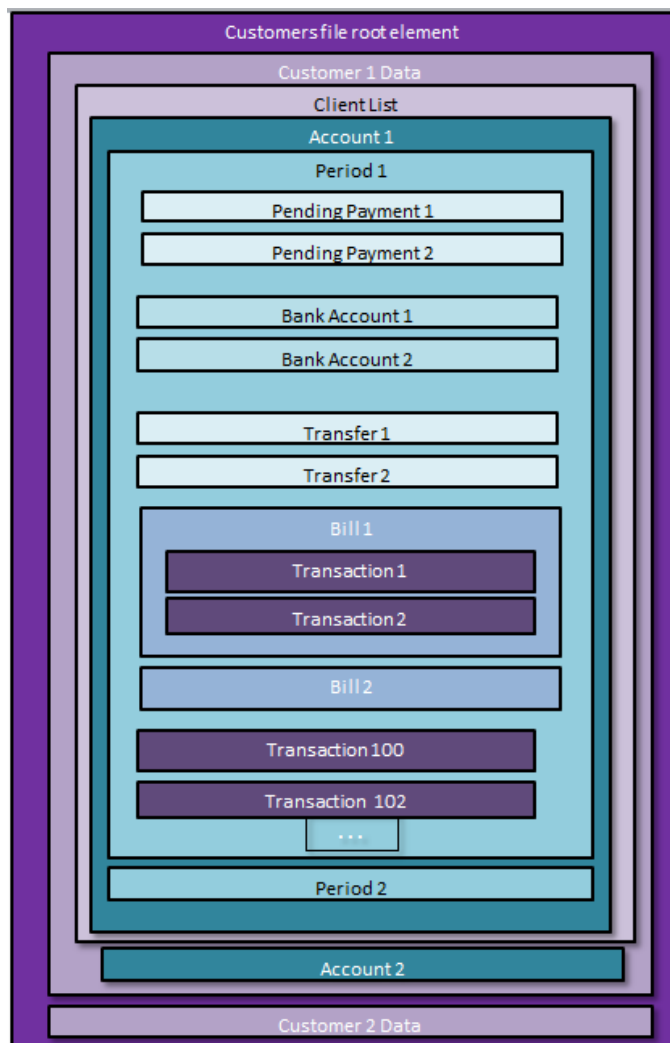 Customers file root element
Customer 1 Data
Client List
Account 1
Period 1
Pending Payment 1
Pending Payment 2
Bank Account 1
Bank Account 2
Transfer 1
Transfer 2
Bill 1
Transaction 1
Transaction 2
Bill 2
Transaction 100
Transaction 102
...
Period 2
Account 2
Customer 2 Data